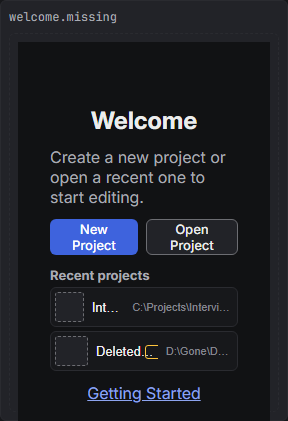 welcome.missing
Welcome
Create a new project or
open a recent one to
start editing.
New
Project
Open
Project
Recent projects
Int... C:\Projects\Intervi...
Deleted... D:\Gone\D...
Getting Started